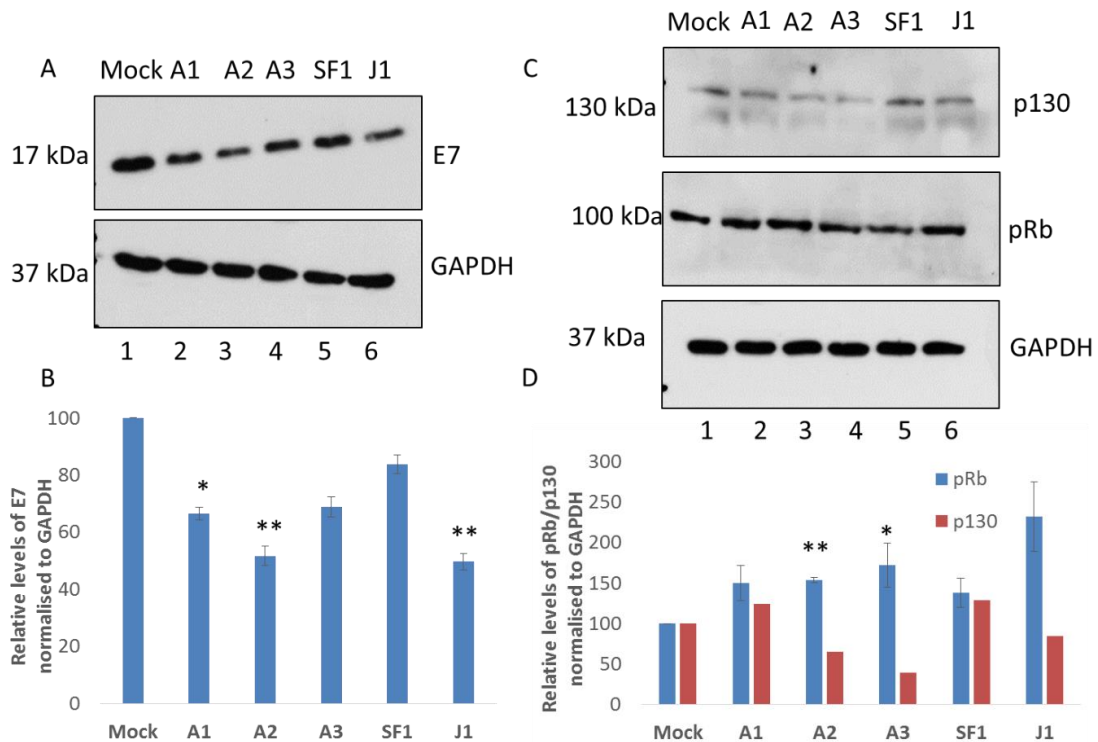 A
Mock A1 A2 A3 SF1 J1
17 kDa
E7
37 kDa
GAPDH
1 2 3 4 5 6
B
Relative levels of E7
normalised to GAPDH
100
80
60
40
20
0
*
**
**
Mock A1 A2 A3 SF1 J1
C
Mock A1 A2 A3 SF1 J1
130 kDa
p130
100 kDa
pRb
37 kDa
GAPDH
1 2 3 4 5 6
D
Relative levels of pRb/p130
normalised to GAPDH
300
250
200
150
100
50
0
pRb
p130
**
*
Mock A1 A2 A3 SF1 J1